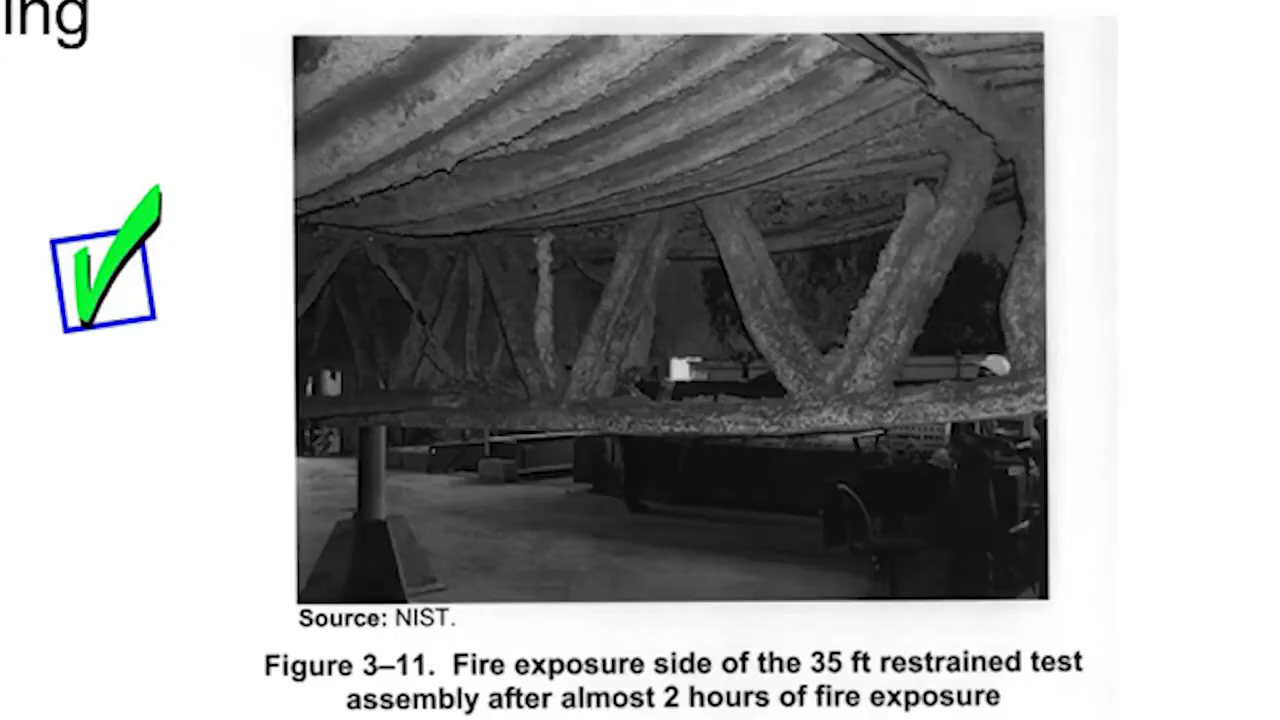 ing
Source: NIST.
Figure 3–11. Fire exposure side of the 35 ft restrained test
assembly after almost 2 hours of fire exposure